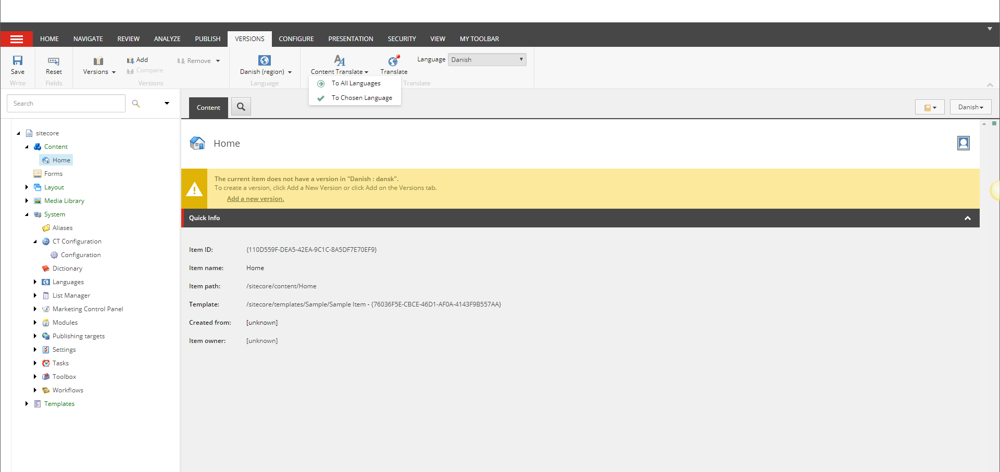 HOME NAVIGATE REVIEW ANALYZE PUBLISH VERSIONS CONFIGURE PRESENTATION SECURITY VIEW MY TOOLBAR
Save
Write
Reset
Fields
Versions
Add
Compare
Remove
Versions
Danish (region)
Language
Content Translate
Translate
Language Danish
Translate
To All Languages
To Chosen Language
Search
Content
Danish
sitecore
Content
Home
Forms
Layout
Media Library
System
Aliases
CT Configuration
Configuration
Dictionary
Languages
List Manager
Marketing Control Panel
Modules
Publishing targets
Settings
Tasks
Toolbox
Workflows
Templates
Home
The current item does not have a version in "Danish : dansk".
To create a version, click Add a New Version or click Add on the Versions tab.
Add a new version.
Quick Info
Item ID: {110D559F-DEA5-42EA-9C1C-8A5DF7E70EF9}
Item name: Home
Item path: /sitecore/content/Home
Template: /sitecore/templates/Sample/Sample Item - {76036F5E-CBCE-46D1-AF0A-4143F9B557AA}
Created from: [unknown]
Item owner: [unknown]